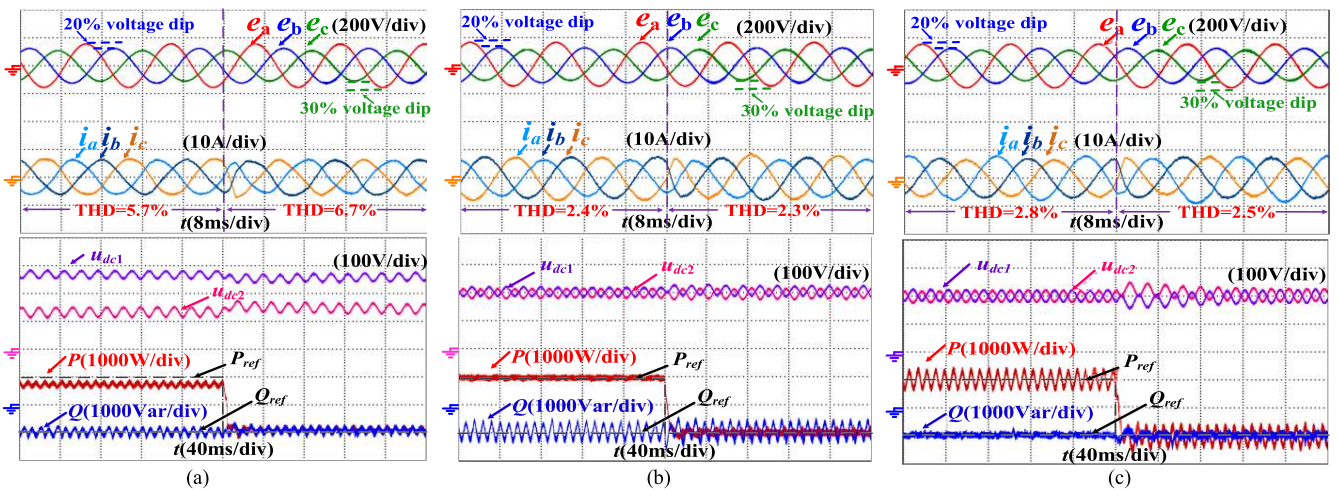 20% voltage dip
e_a e_b e_c (200V/div)
30% voltage dip
i_a i_b i_c (10A/div)
THD=5.7% THD=6.7%
t(8ms/div)
u_dc1 (100V/div)
u_dc2
P(1000W/div) P_ref
Q(1000Var/div) Q_ref
t(40ms/div)
(a)
20% voltage dip
e_a e_b e_c (200V/div)
30% voltage dip
i_a i_b i_c (10A/div)
THD=2.4% THD=2.3%
t(8ms/div)
u_dc1 u_dc2 (100V/div)
P(1000W/div) P_ref
Q(1000Var/div) Q_ref
t(40ms/div)
(b)
20% voltage dip
e_a e_b e_c (200V/div)
30% voltage dip
i_a i_b i_c (10A/div)
THD=2.8% THD=2.5%
t(8ms/div)
u_dc1 u_dc2 (100V/div)
P(1000W/div) P_ref
Q(1000Var/div) Q_ref
t(40ms/div)
(c)